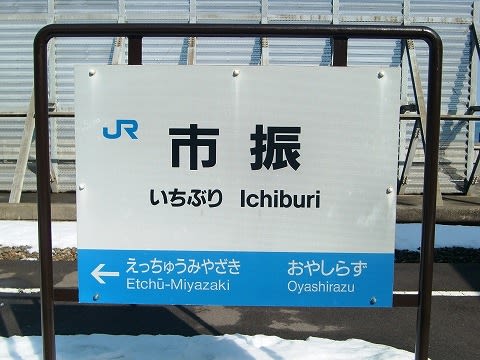 JR
市振
いちぶり Ichiburi
← えっちゅうみやざき おやしらず
Etchū-Miyazaki Oyashirazu